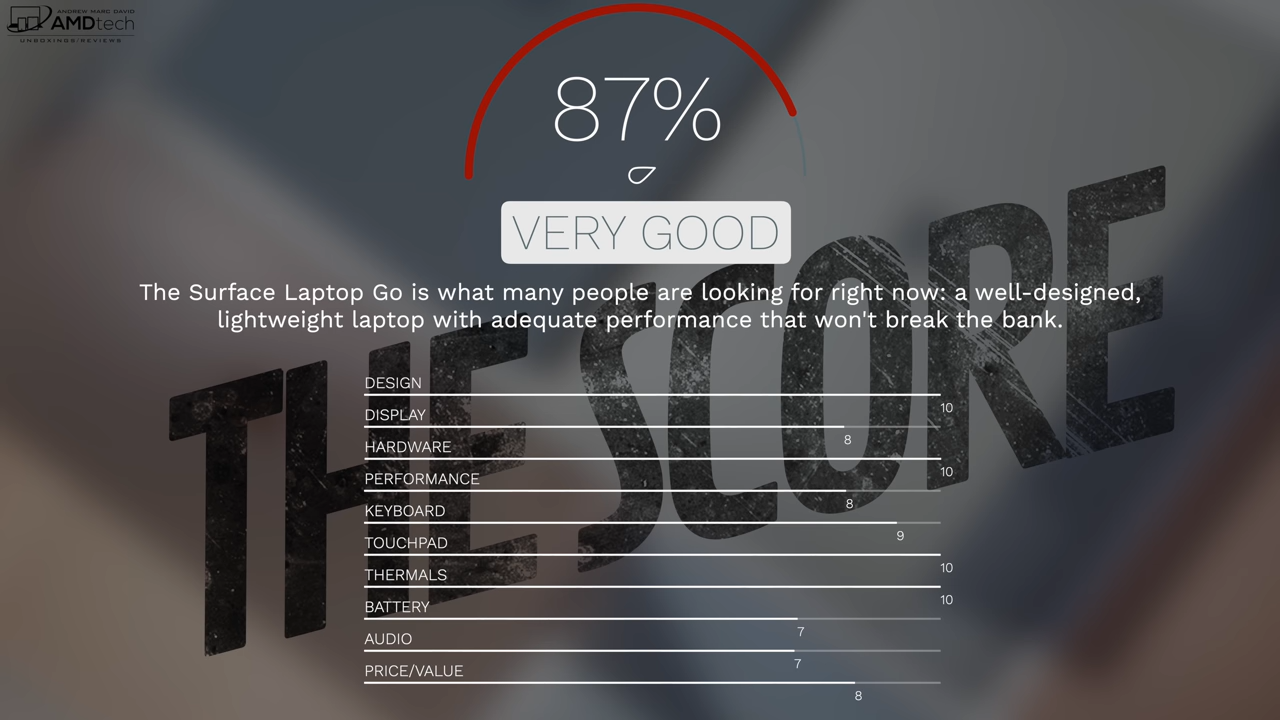 ANDREW MARC DAVID
AMDtech
UNBOXINGS/REVIEWS
87%
VERY GOOD
The Surface Laptop Go is what many people are looking for right now: a well-designed,
lightweight laptop with adequate performance that won't break the bank.
THE SCORE
DESIGN
10
DISPLAY
8
HARDWARE
10
PERFORMANCE
8
KEYBOARD
9
TOUCHPAD
10
THERMALS
10
BATTERY
7
AUDIO
7
PRICE/VALUE
8